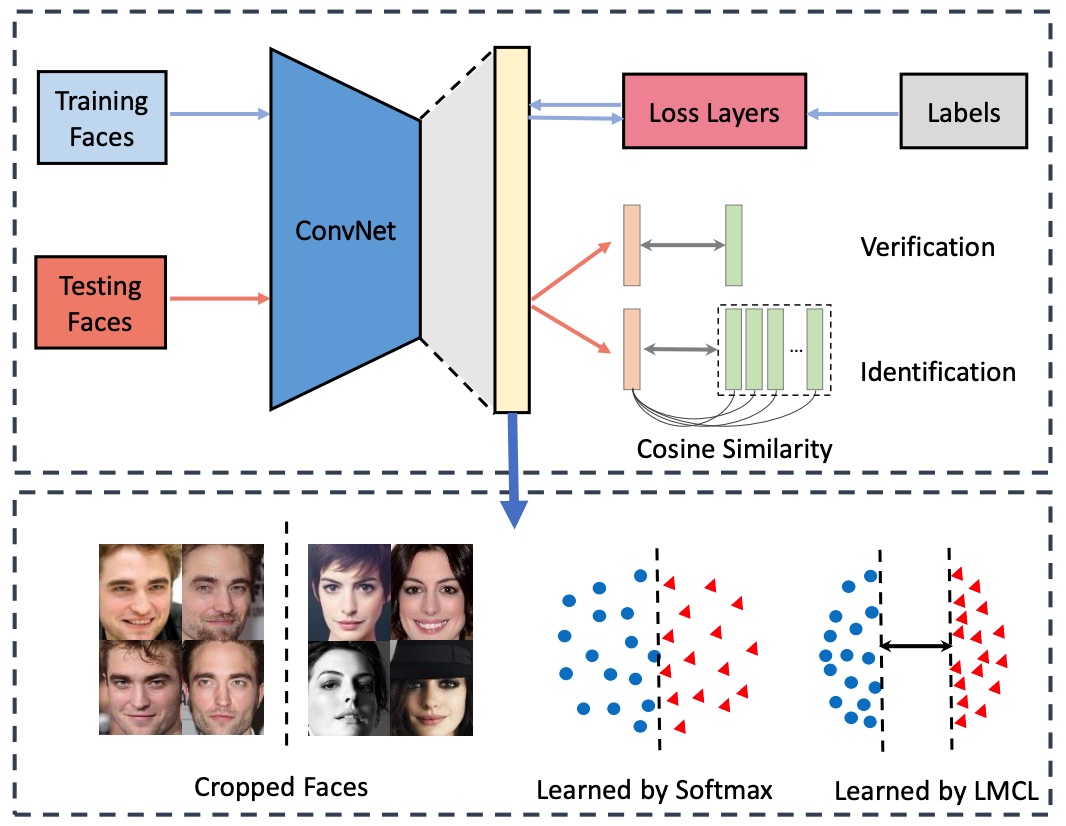 Training
Faces
ConvNet
Loss Layers
Labels
Testing
Faces
Verification
...
Identification
Cosine Similarity
Cropped Faces
Learned by Softmax
Learned by LMCL